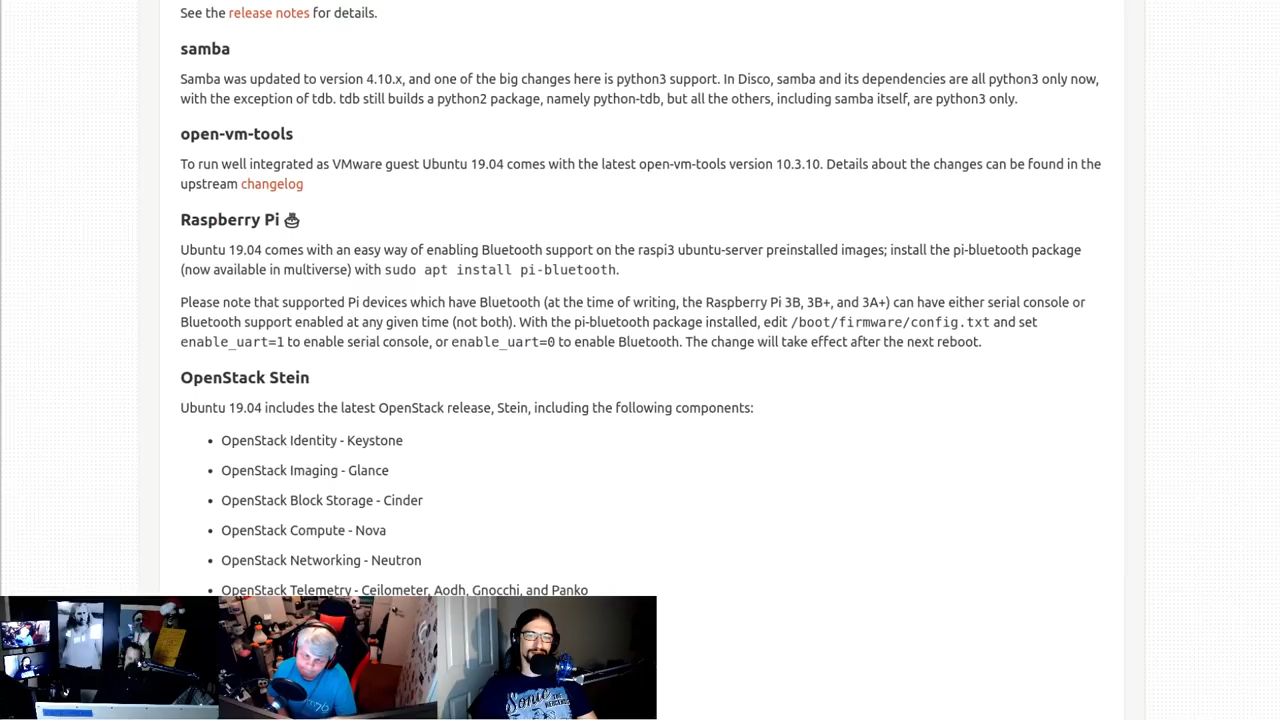 See the release notes for details.
samba
Samba was updated to version 4.10.x, and one of the big changes here is python3 support. In Disco, samba and its dependencies are all python3 only now,
with the exception of tdb. tdb still builds a python2 package, namely python-tdb, but all the others, including samba itself, are python3 only.
open-vm-tools
To run well integrated as VMware guest Ubuntu 19.04 comes with the latest open-vm-tools version 10.3.10. Details about the changes can be found in the
upstream changelog
Raspberry Pi
Ubuntu 19.04 comes with an easy way of enabling Bluetooth support on the raspi3 ubuntu-server preinstalled images; install the pi-bluetooth package
(now available in multiverse) with sudo apt install pi-bluetooth.
Please note that supported Pi devices which have Bluetooth (at the time of writing, the Raspberry Pi 3B, 3B+, and 3A+) can have either serial console or
Bluetooth support enabled at any given time (not both). With the pi-bluetooth package installed, edit /boot/firmware/config.txt and set
enable_uart=1 to enable serial console, or enable_uart=0 to enable Bluetooth. The change will take effect after the next reboot.
OpenStack Stein
Ubuntu 19.04 includes the latest OpenStack release, Stein, including the following components:
• OpenStack Identity - Keystone
• OpenStack Imaging - Glance
• OpenStack Block Storage - Cinder
• OpenStack Compute - Nova
• OpenStack Networking - Neutron
• OpenStack Telemetry - Ceilometer, Aodh, Gnocchi, and Panko
Sonic